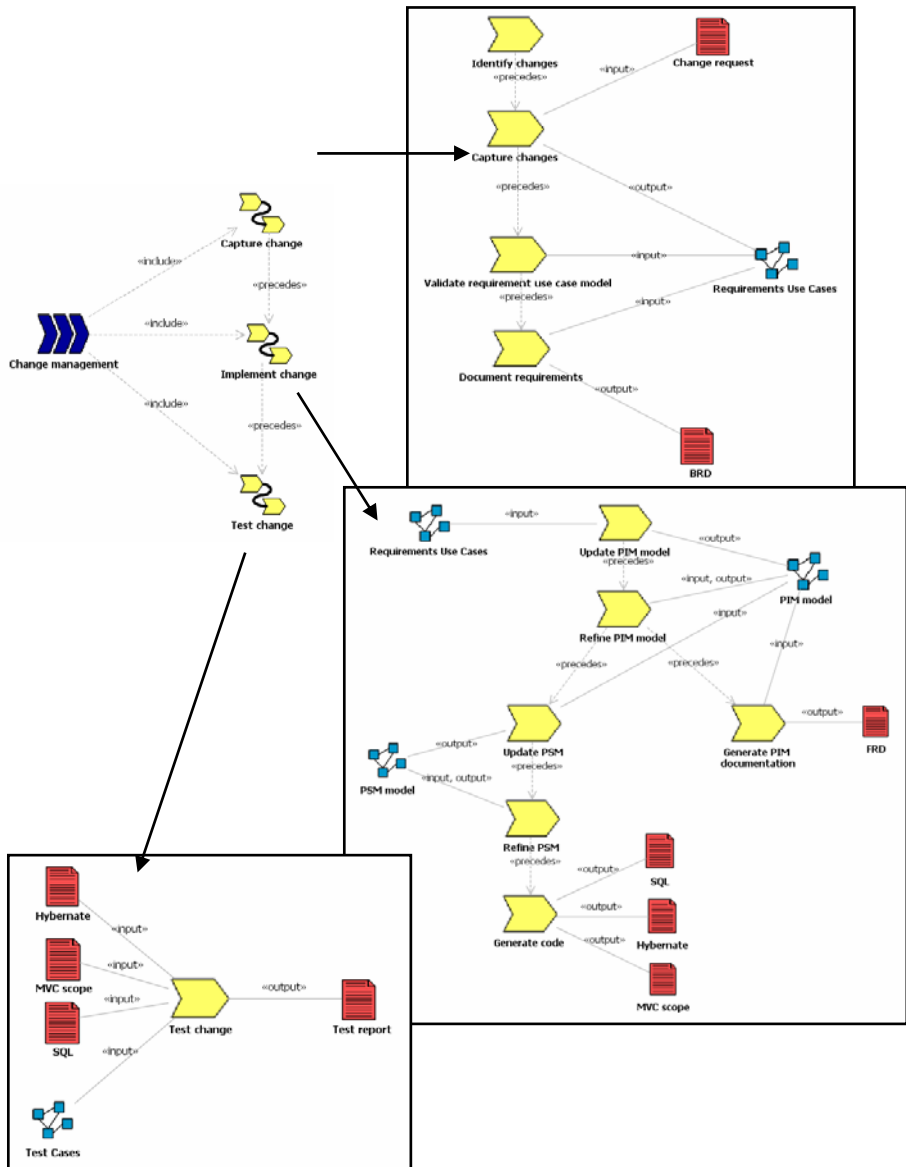 Identify changes
«precedes»
«input»
Change request
Capture changes
«precedes»
«output»
Validate requirement use case model
«input»
Requirements Use Cases
«precedes»
«input»
Document requirements
«output»
BRD
Capture change
«include»
«precedes»
Change management
«include»
Implement change
«include»
«precedes»
Test change
Requirements Use Cases
«input»
Update PIM model
«output»
«precedes»
«input, output»
PIM model
Refine PIM model
«input»
«input»
«precedes»
«precedes»
Update PSM
«output»
Generate PIM
documentation
«output»
FRD
PSM model
«precedes»
«input, output»
Refine PSM
«precedes»
«output»
SQL
Generate code
«output»
Hybernate
«output»
MVC scope
Hybernate
«input»
MVC scope
«input»
«input»
SQL
Test change
«output»
Test report
«input»
Test Cases